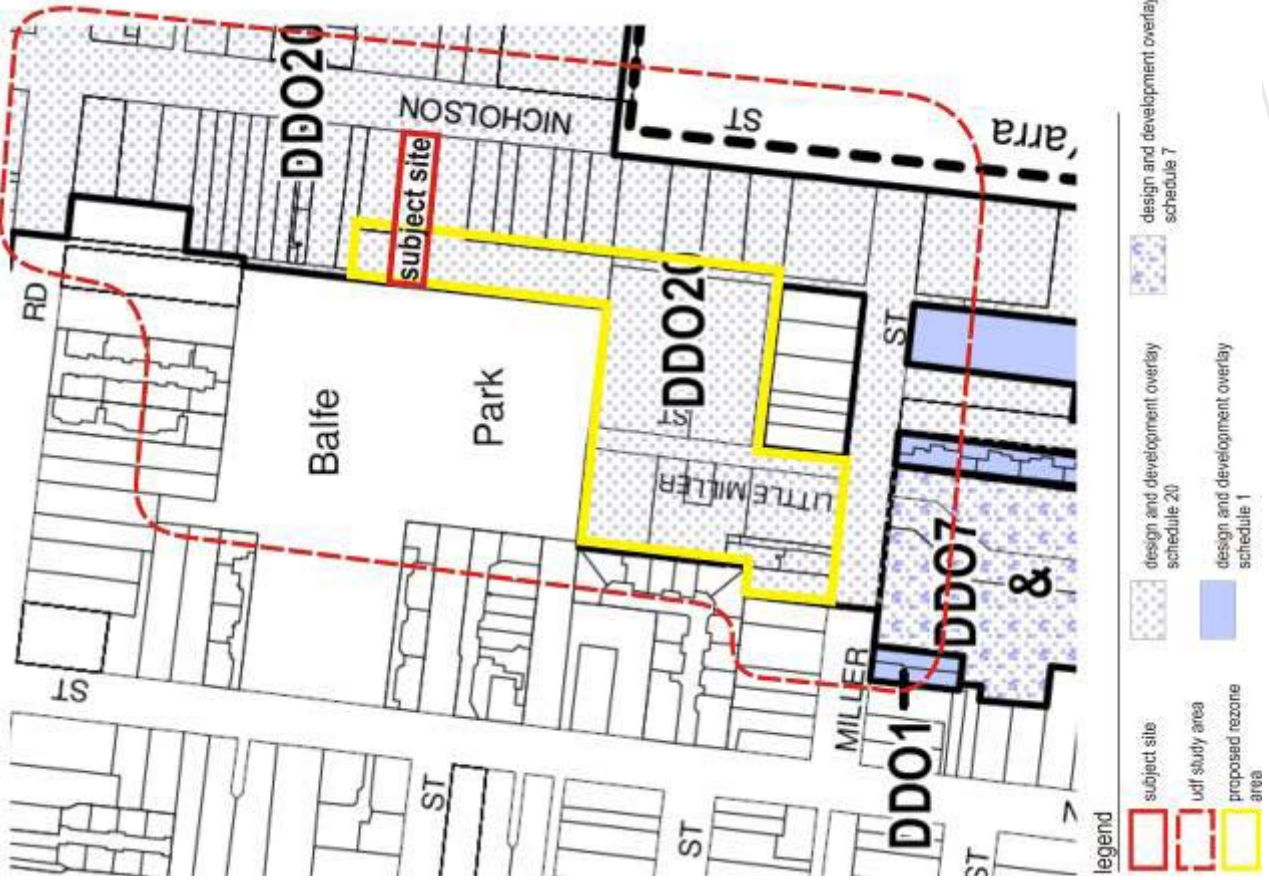 DDO20
NICHOLSON
ST
arra
subject site
RD
Balfe
Park
DDO20
ST
LITTLE MILLER
ST
DDO7
&
MILLER
DDO1
ST
ST
ST
ST
legend
subject site
udf study area
proposed rezone
area
design and development overlay
schedule 20
design and development overlay
schedule 1
design and development overlay
schedule 7